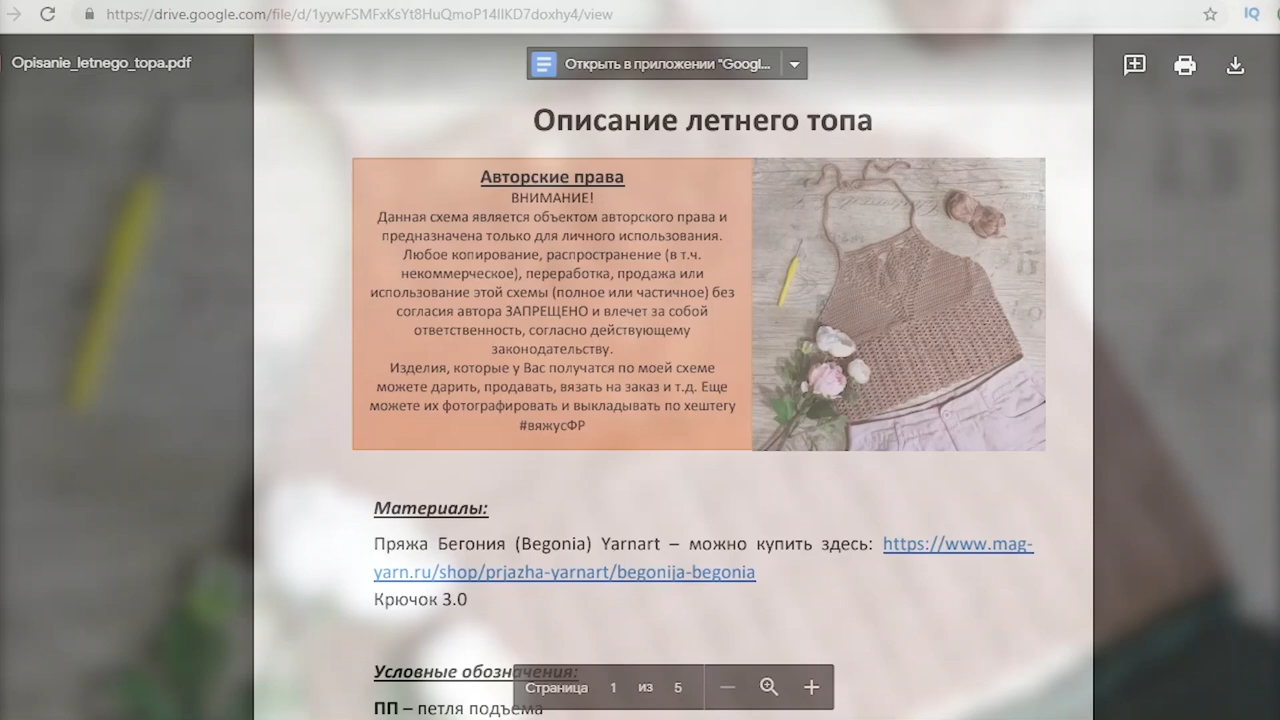 https://drive.google.com/file/d/1yywFSMFxKsYt8HuQmoP14lIKD7doxhy4/view
IQ
Opisanie_letnego_topa.pdf
Открыть в приложении "Googl...
Описание летнего топа
Авторские права
ВНИМАНИЕ!
Данная схема является объектом авторского права и
предназначена только для личного использования.
Любое копирование, распространение (в т.ч.
некоммерческое), переработка, продажа или
использование этой схемы (полное или частичное) без
согласия автора ЗАПРЕЩЕНО и влечет за собой
ответственность, согласно действующему
законодательству.
Изделия, которые у Вас получатся по моей схеме
можете дарить, продавать, вязать на заказ и т.д. Еще
можете их фотографировать и выкладывать по хештегу
#вяжусФР
Материалы:
Пряжа Бегония (Begonia) Yarnart – можно купить здесь: https://www.mag-
yarn.ru/shop/prjazha-yarnart/begonija-begonia
Крючок 3.0
Условные обозначения:
Страница 1 из 5
ПП – петля подъема